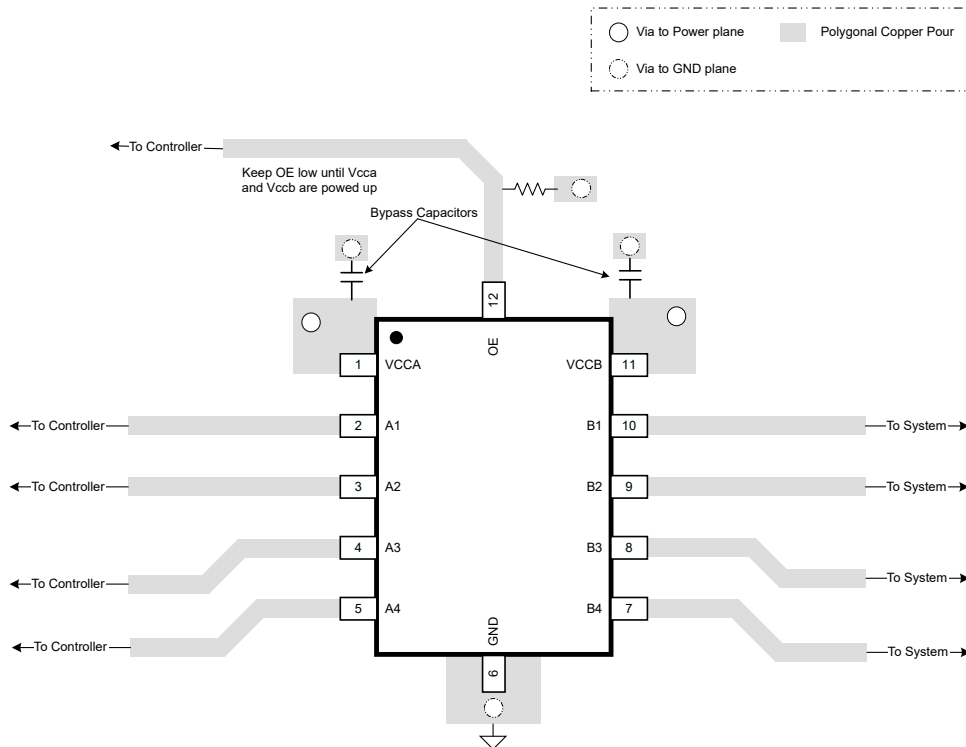 Via to Power plane
Polygonal Copper Pour
Via to GND plane
To Controller
Keep OE low until Vcca
and Vccb are powed up
Bypass Capacitors
12
OE
1
VCCA
VCCB
11
To Controller
2
A1
B1
10
To System
To Controller
3
A2
B2
9
To System
4
A3
B3
8
To Controller
To System
5
A4
B4
7
To Controller
To System
GND
6